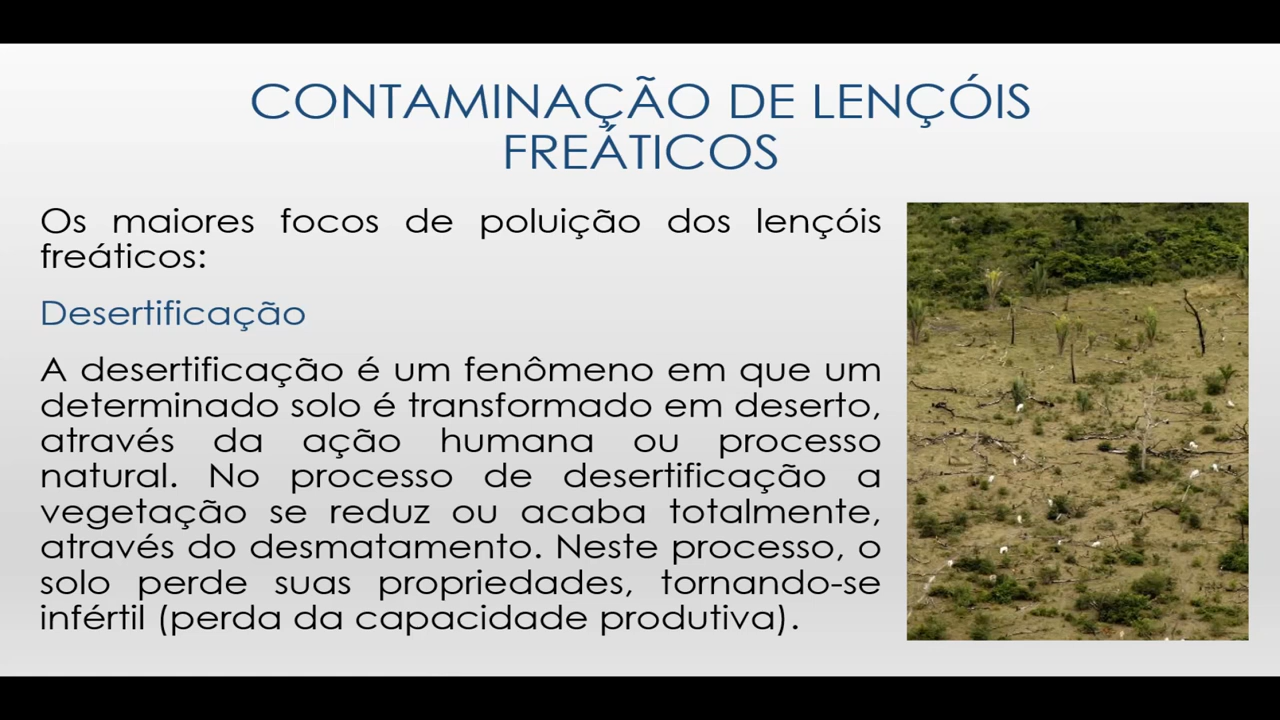 CONTAMINAÇÃO DE LENÇÓIS
FREÁTICOS
Os maiores focos de poluição dos lençóis
freáticos:
Desertificação
A desertificação é um fenômeno em que um
determinado solo é transformado em deserto,
através da ação humana ou processo
natural. No processo de desertificação a
vegetação se reduz ou acaba totalmente,
através do desmatamento. Neste processo, o
solo perde suas propriedades, tornando-se
infértil (perda da capacidade produtiva).